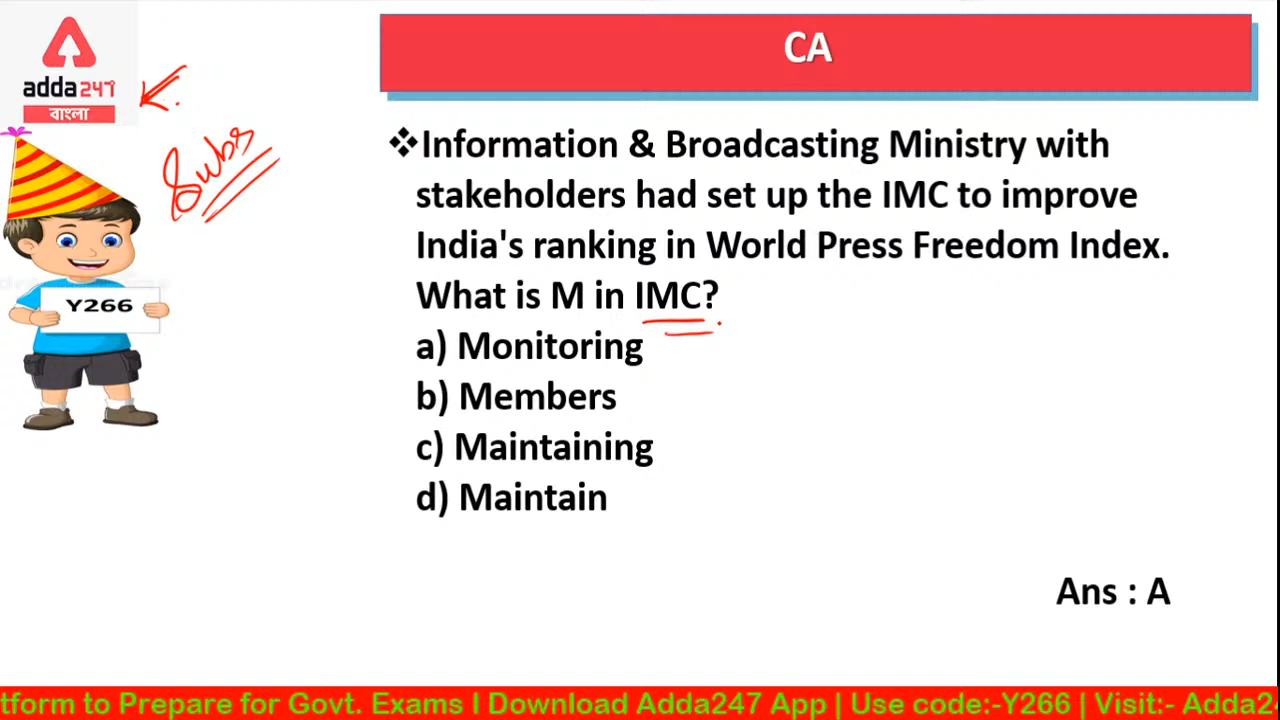 CA
adda247
বাংলা
Subs
❖Information & Broadcasting Ministry with
stakeholders had set up the IMC to improve
India's ranking in World Press Freedom Index.
What is M in IMC?
a) Monitoring
b) Members
c) Maintaining
d) Maintain
Y266
Ans : A
tform to Prepare for Govt. Exams I Download Adda247 App | Use code:-Y266 | Visit:- Adda2